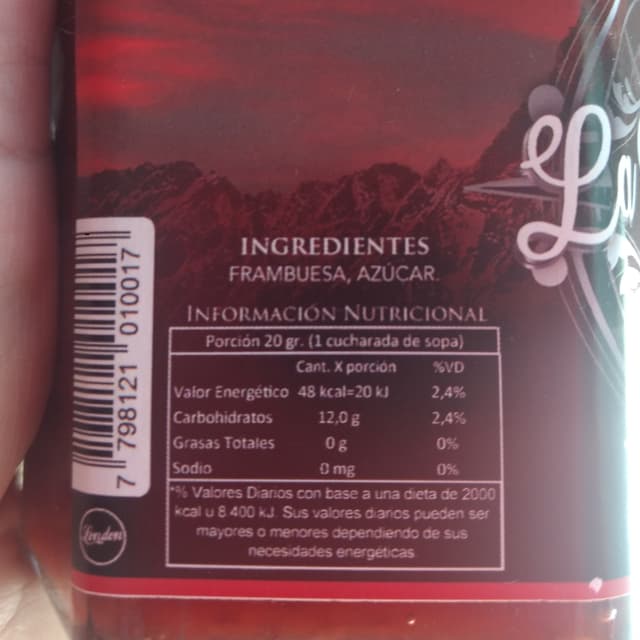 INGREDIENTES
FRAMBUESA, AZÚCAR.
INFORMACIÓN NUTRICIONAL
Porción 20 gr. (1 cucharada de sopa)
Cant. X porción %VD
Valor Energético 48 kcal=20 kJ 2,4%
Carbohidratos 12,0 g 2,4%
Grasas Totales 0 g 0%
Sodio 0 mg 0%
*% Valores Diarios con base a una dieta de 2000
kcal u 8.400 kJ. Sus valores diarios pueden ser
mayores o menores dependiendo de sus
necesidades energéticas
7 798121 010017
London